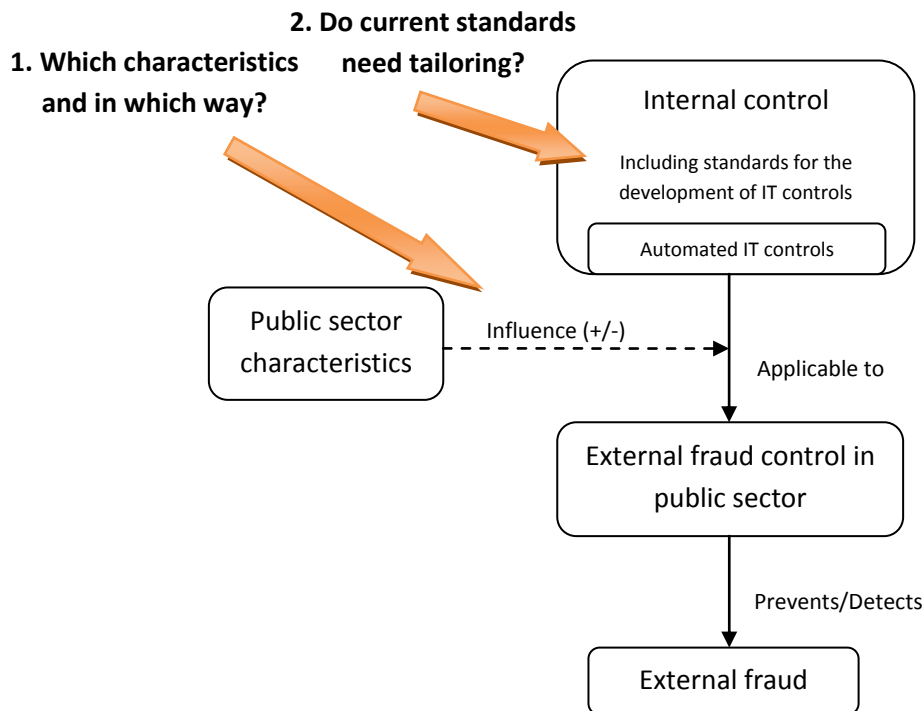 2. Do current standards
need tailoring?
1. Which characteristics
and in which way?
Internal control
Including standards for the
development of IT controls
Automated IT controls
Public sector
characteristics
Influence (+/-)
Applicable to
External fraud control in
public sector
Prevents/Detects
External fraud